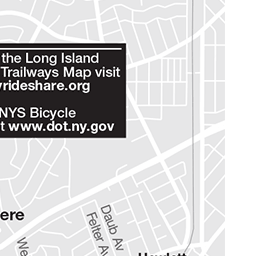 the Long Island
Trailways Map visit
rideshare.org
NYS Bicycle
t www.dot.ny.gov
ere
Daub Av
Felter Av
We
Hewlett